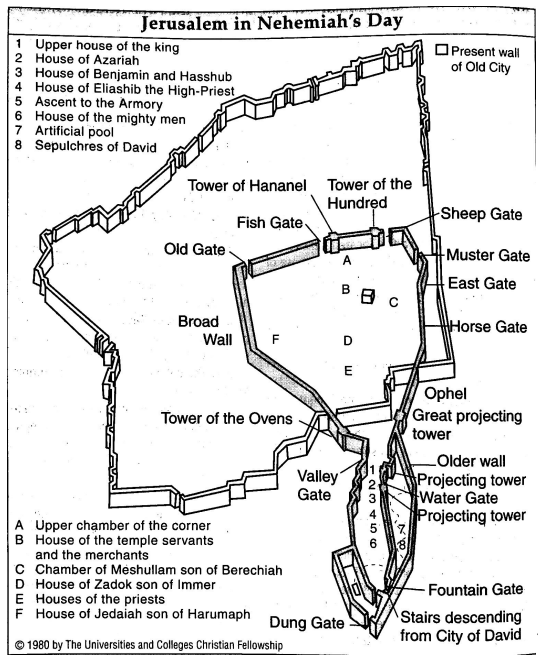 Jerusalem in Nehemiah's Day
1 Upper house of the king
2 House of Azariah
3 House of Benjamin and Hasshub
4 House of Eliashib the High-Priest
5 Ascent to the Armory
6 House of the mighty men
7 Artificial pool
8 Sepulchres of David
Present wall
of Old City
Tower of Hananel
Tower of the
Hundred
Sheep Gate
Fish Gate
Old Gate
Muster Gate
A
East Gate
B
C
Broad
Wall
Horse Gate
F
D
E
Ophel
Great projecting
tower
Tower of the Ovens
Older wall
Valley
Gate
Projecting tower
Water Gate
Projecting tower
1
2
3
4
5
6
7
8
A Upper chamber of the corner
B House of the temple servants
and the merchants
C Chamber of Meshullam son of Berechiah
D House of Zadok son of Immer
E Houses of the priests
F House of Jedaiah son of Harumaph
Fountain Gate
Dung Gate
Stairs descending
from City of David
© 1980 by The Universities and Colleges Christian Fellowship